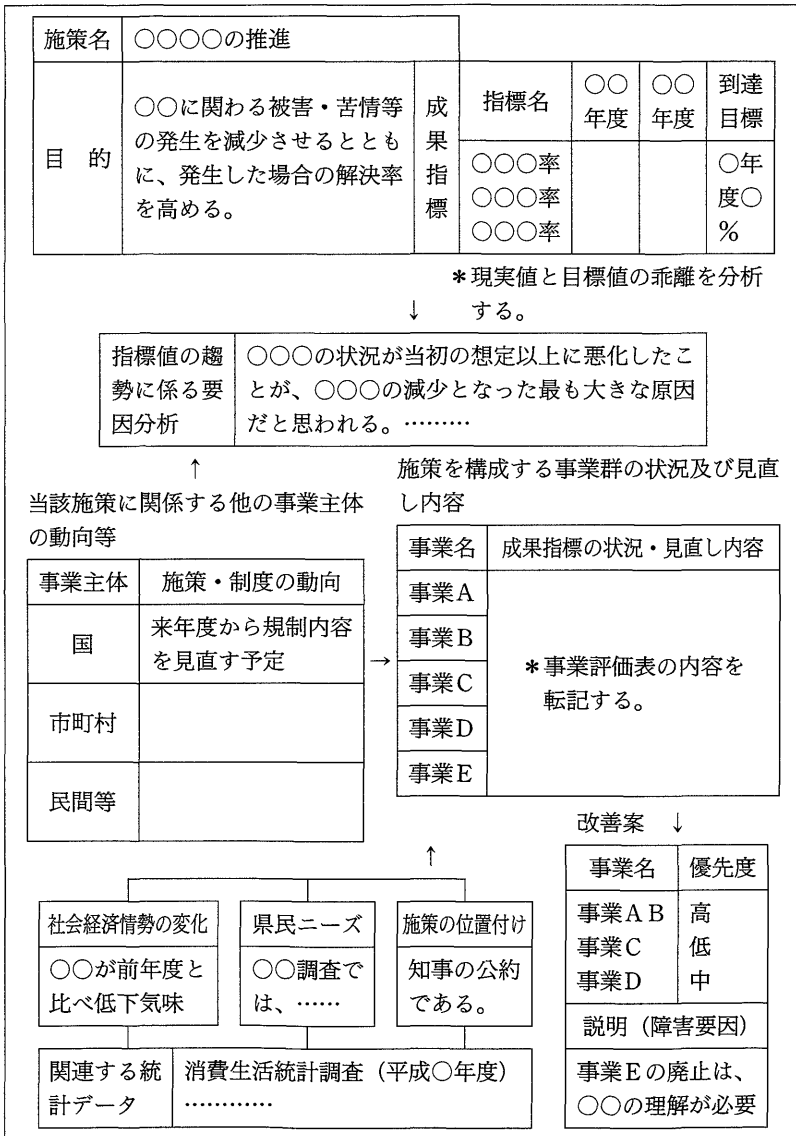 施策名 ○○○○の推進
目 的
○○に関わる被害・苦情等
の発生を減少させるととも
に、発生した場合の解決率
を高める。
成果指標
指標名 ○○年度 ○○年度 到達目標
○○○率
○○○率
○○○率
○年
度○
%
*現実値と目標値の乖離を分析
する。
↓
指標値の趨
勢に係る要
因分析
○○○の状況が当初の想定以上に悪化したこ
とが、○○○の減少となった最も大きな原因
だと思われる。………
↑
当該施策に関係する他の事業主体
の動向等
事業主体 施策・制度の動向
国
来年度から規制内容
を見直す予定
市町村
民間等
→
施策を構成する事業群の状況及び見直
し内容
事業名 成果指標の状況・見直し内容
事業A
事業B
事業C
事業D
事業E
*事業評価表の内容を
転記する。
↑
改善案 ↓
事業名 優先度
事業AB 高
事業C 低
事業D 中
説明(障害要因)
事業Eの廃止は、
○○の理解が必要
社会経済情勢の変化
○○が前年度と
比べ低下気味
県民ニーズ
○○調査で
は、……
施策の位置付け
知事の公約
である。
関連する統
計データ
消費生活統計調査(平成○年度)
…………